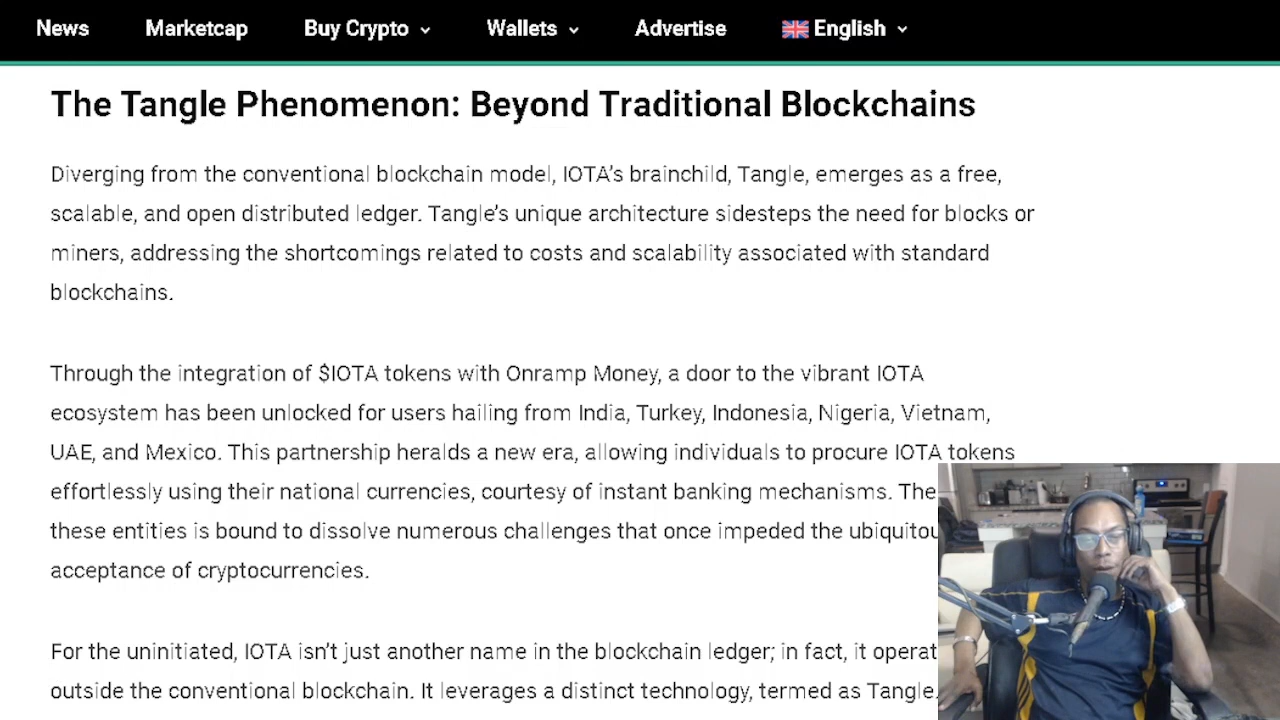 News Marketcap Buy Crypto Wallets Advertise English
The Tangle Phenomenon: Beyond Traditional Blockchains
Diverging from the conventional blockchain model, IOTA’s brainchild, Tangle, emerges as a free,
scalable, and open distributed ledger. Tangle’s unique architecture sidesteps the need for blocks or
miners, addressing the shortcomings related to costs and scalability associated with standard
blockchains.
Through the integration of $IOTA tokens with Onramp Money, a door to the vibrant IOTA
ecosystem has been unlocked for users hailing from India, Turkey, Indonesia, Nigeria, Vietnam,
UAE, and Mexico. This partnership heralds a new era, allowing individuals to procure IOTA tokens
effortlessly using their national currencies, courtesy of instant banking mechanisms. The
these entities is bound to dissolve numerous challenges that once impeded the
acceptance of cryptocurrencies.
For the uninitiated, IOTA isn’t just another name in the blockchain ledger; in fact, it
outside the conventional blockchain. It leverages a distinct technology, termed as Tangle.